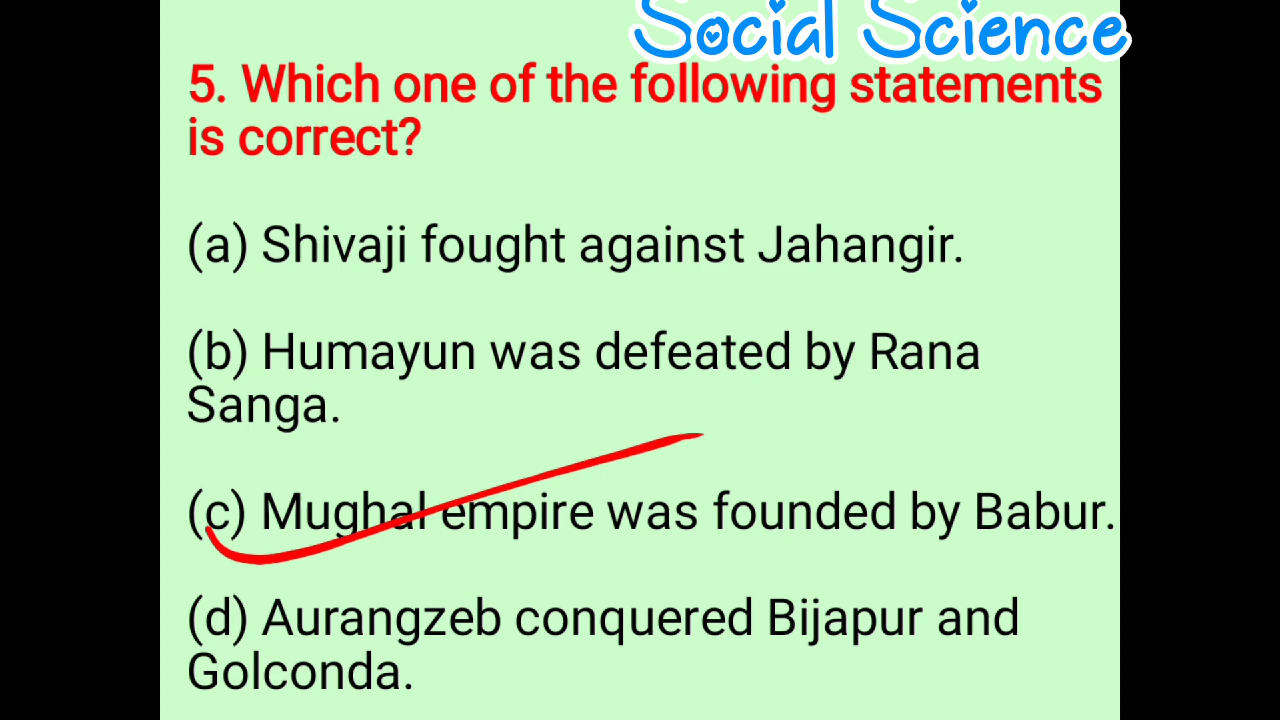 Social Science
5. Which one of the following statements
is correct?
(a) Shivaji fought against Jahangir.
(b) Humayun was defeated by Rana
Sanga.
(c) Mughal empire was founded by Babur.
(d) Aurangzeb conquered Bijapur and
Golconda.